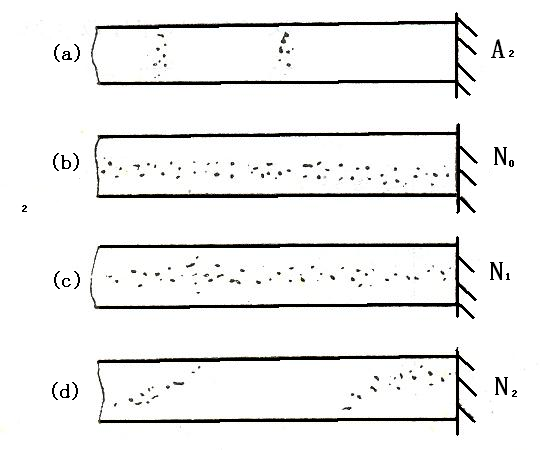 (a) A₂
(b) N₀
2
(c) N₁
(d) N₂